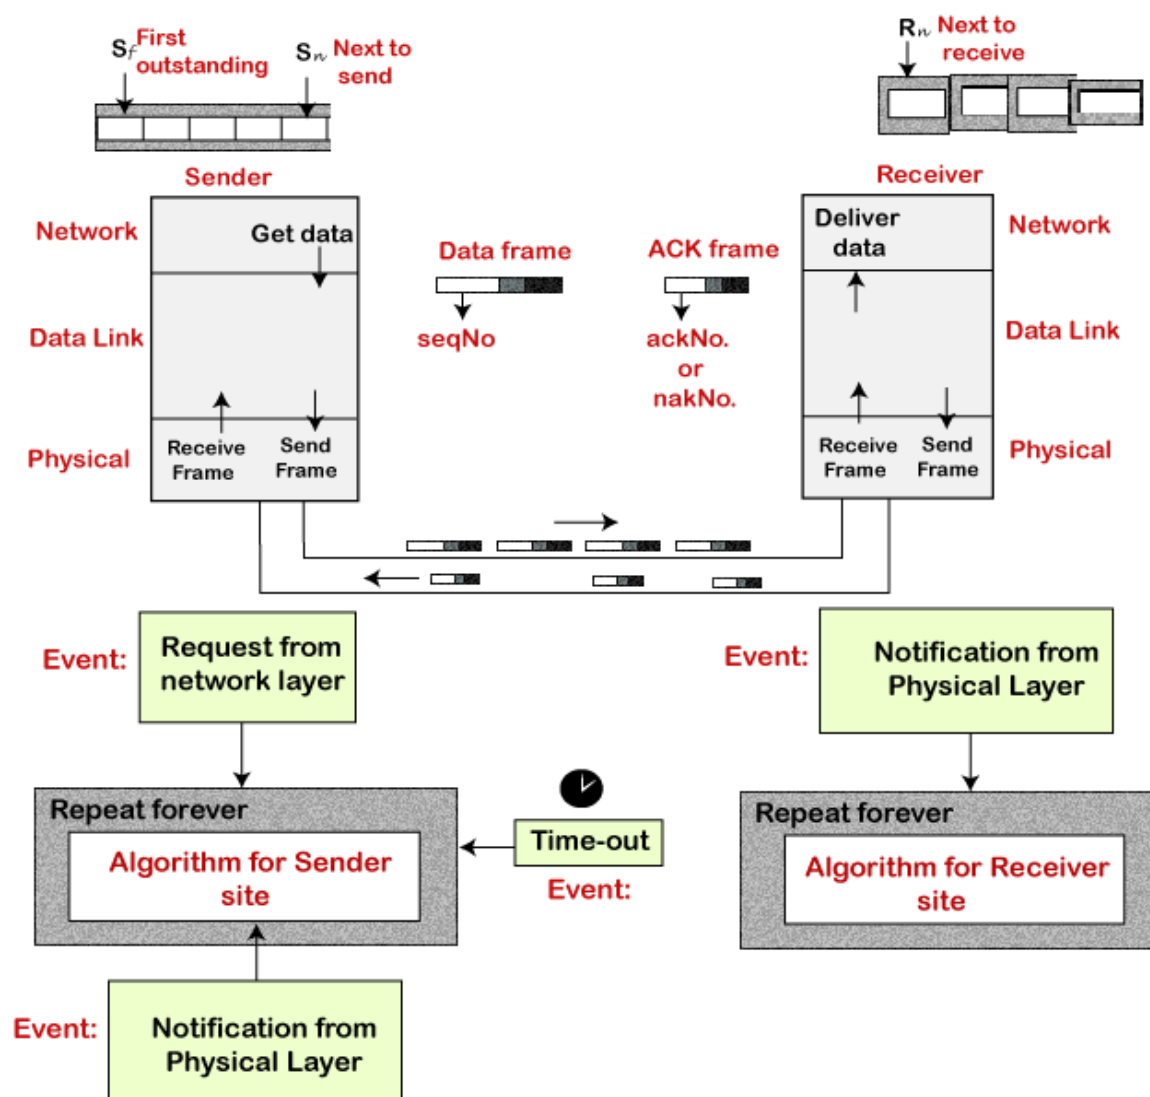 Sf First
outstanding
Sn Next to
send
Rn Next to
receive
Sender
Receiver
Network
Get data
Data frame
ACK frame
Deliver
data
Network
Data Link
seqNo
ackNo.
or
nakNo.
Data Link
Physical
Receive
Frame
Send
Frame
Receive
Frame
Send
Frame
Physical
Event:
Request from
network layer
Event:
Notification from
Physical Layer
Repeat forever
Algorithm for Sender
site
Time-out
Event:
Repeat forever
Algorithm for Receiver
site
Event:
Notification from
Physical Layer